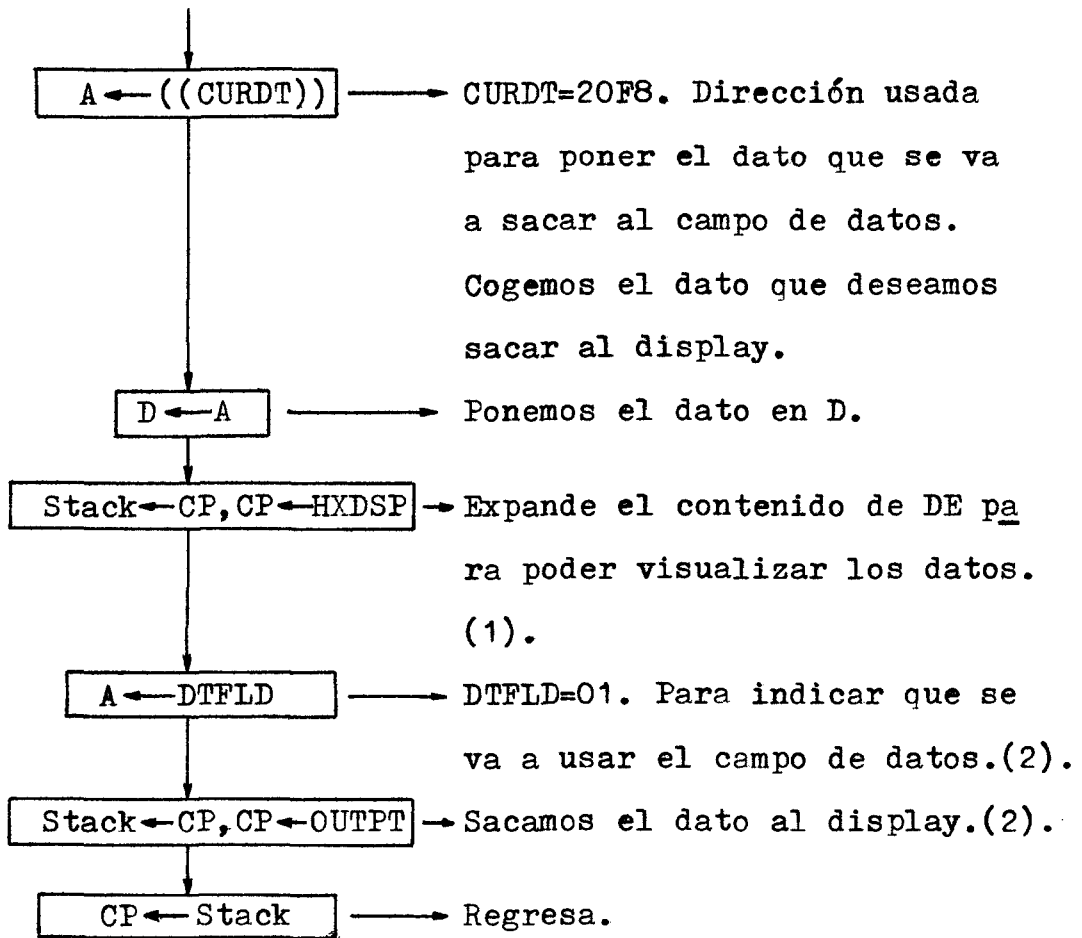 A ← ((CURDT)) → CURDT=20F8. Dirección usada
para poner el dato que se va
a sacar al campo de datos.
Cogemos el dato que deseamos
sacar al display.
D ← A → Ponemos el dato en D.
Stack←CP,CP←HXDSP → Expande el contenido de DE pa
ra poder visualizar los datos.
(1).
A ← DTFLD → DTFLD=01. Para indicar que se
va a usar el campo de datos.(2).
Stack←CP,CP←OUTPT → Sacamos el dato al display.(2).
CP ← Stack → Regresa.